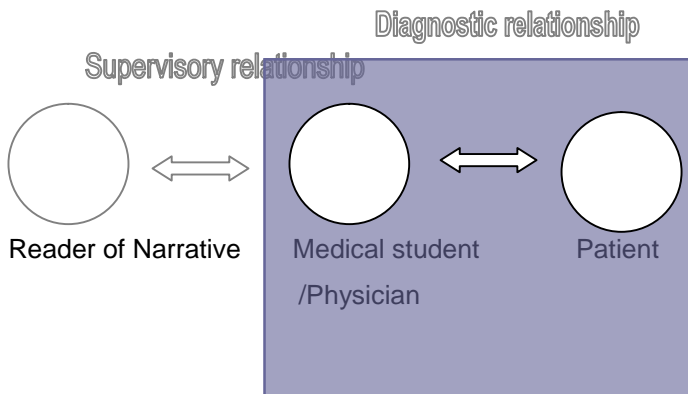 Diagnostic relationship
Supervisory relationship
Reader of Narrative
Medical student
/Physician
Patient